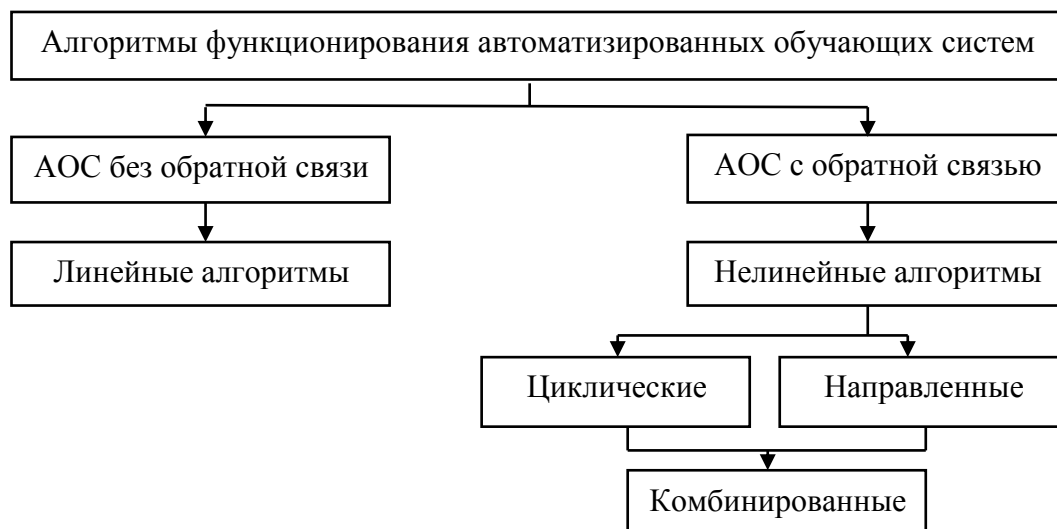 Алгоритмы функционирования автоматизированных обучающих систем
АОС без обратной связи
АОС с обратной связью
Линейные алгоритмы
Нелинейные алгоритмы
Циклические
Направленные
Комбинированные